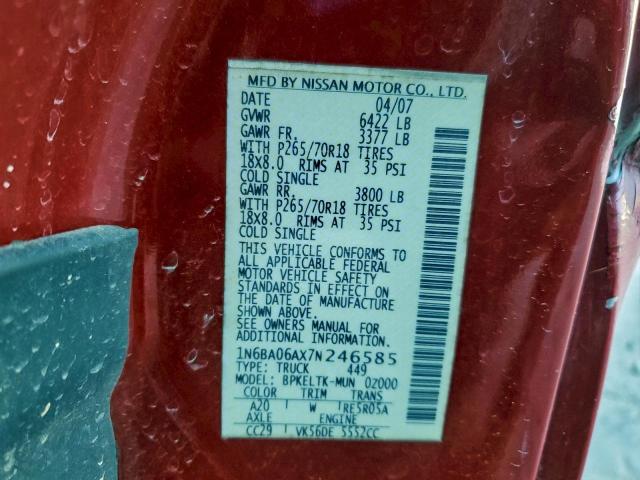 MFD BY NISSAN MOTOR CO., LTD.
DATE 04/07
GVWR 6422 LB
GAWR FR. 3377 LB
WITH P265/70R18 TIRES
18X8.0 RIMS AT 35 PSI
COLD SINGLE
GAWR RR. 3800 LB
WITH P265/70R18 TIRES
18X8.0 RIMS AT 35 PSI
COLD SINGLE
THIS VEHICLE CONFORMS TO
ALL APPLICABLE FEDERAL
MOTOR VEHICLE SAFETY
STANDARDS IN EFFECT ON
THE DATE OF MANUFACTURE
SHOWN ABOVE.
SEE OWNERS MANUAL FOR
ADDITIONAL INFORMATION.
1N6BA06AX7N246585
TYPE: TRUCK 449
MODEL: BPKELTK-MUN 02000
COLOR TRIM TRANS
A20 W TRE5R05A
AXLE ENGINE
CC29 VK56DE 5552CC